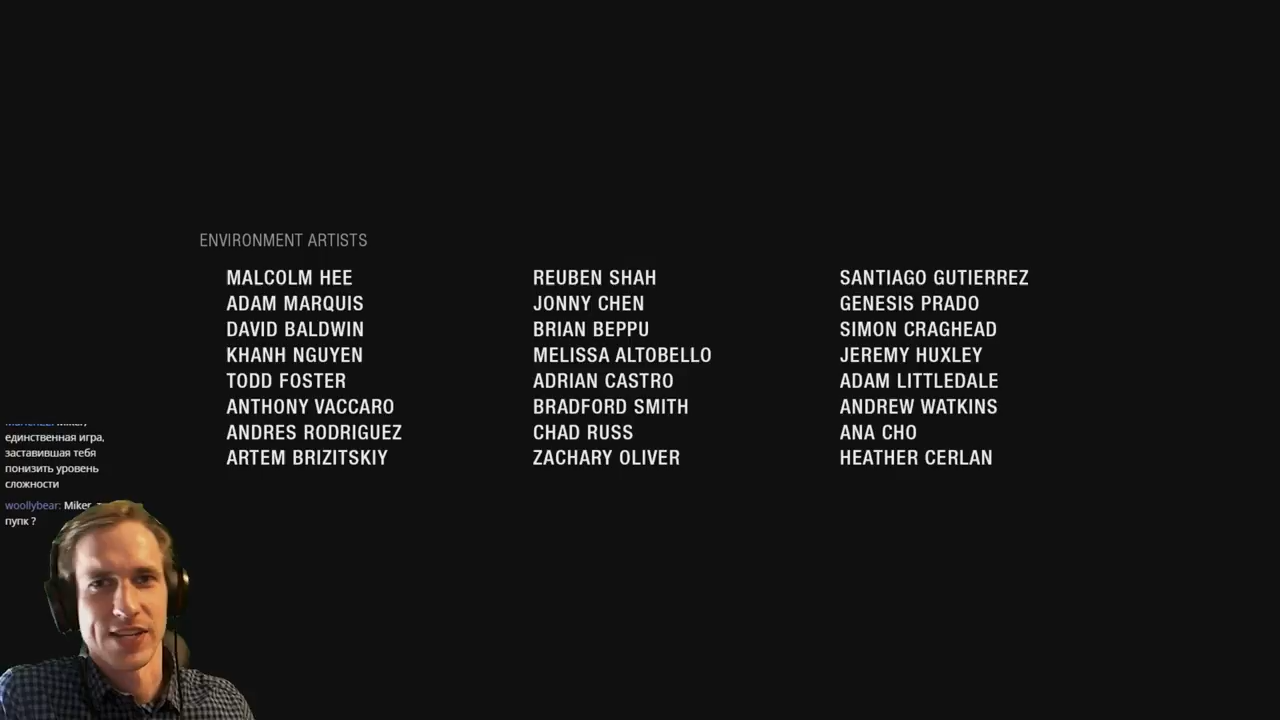 ENVIRONMENT ARTISTS
MALCOLM HEE REUBEN SHAH SANTIAGO GUTIERREZ
ADAM MARQUIS JONNY CHEN GENESIS PRADO
DAVID BALDWIN BRIAN BEPPU SIMON CRAGHEAD
KHANH NGUYEN MELISSA ALTOBELLO JEREMY HUXLEY
TODD FOSTER ADRIAN CASTRO ADAM LITTLEDALE
ANTHONY VACCARO BRADFORD SMITH ANDREW WATKINS
ANDRES RODRIGUEZ CHAD RUSS ANA CHO
ARTEM BRIZITSKIY ZACHARY OLIVER HEATHER CERLAN
единственная игра,
заставившая тебя
понизить уровень
сложности
woollybear: Miker,
пупк ?